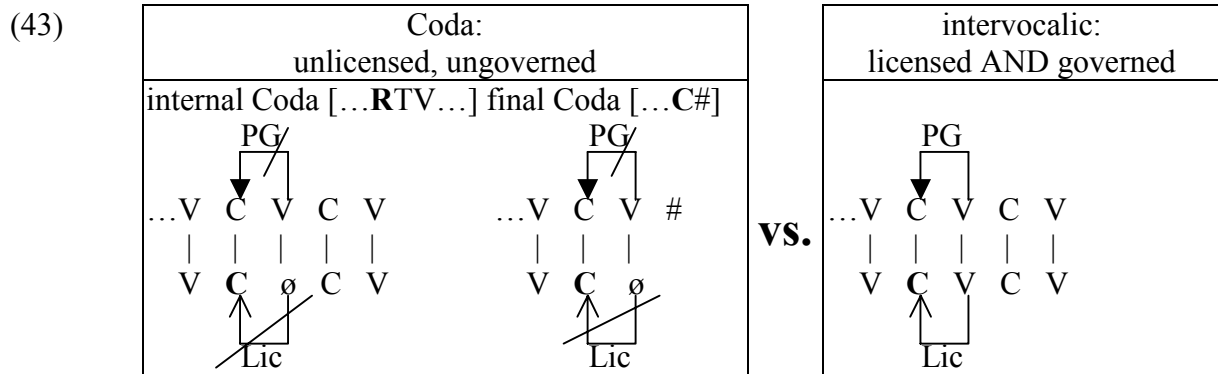 (43) Coda: intervocalic:
unlicensed, ungoverned licensed AND governed
internal Coda […RTV…] final Coda […C#]
PG PG PG
…V C V C V …V C V # vs. …V C V C V
| | | | | | | | | | | | |
V C ø C V V C ø V C V C V
Lic Lic Lic